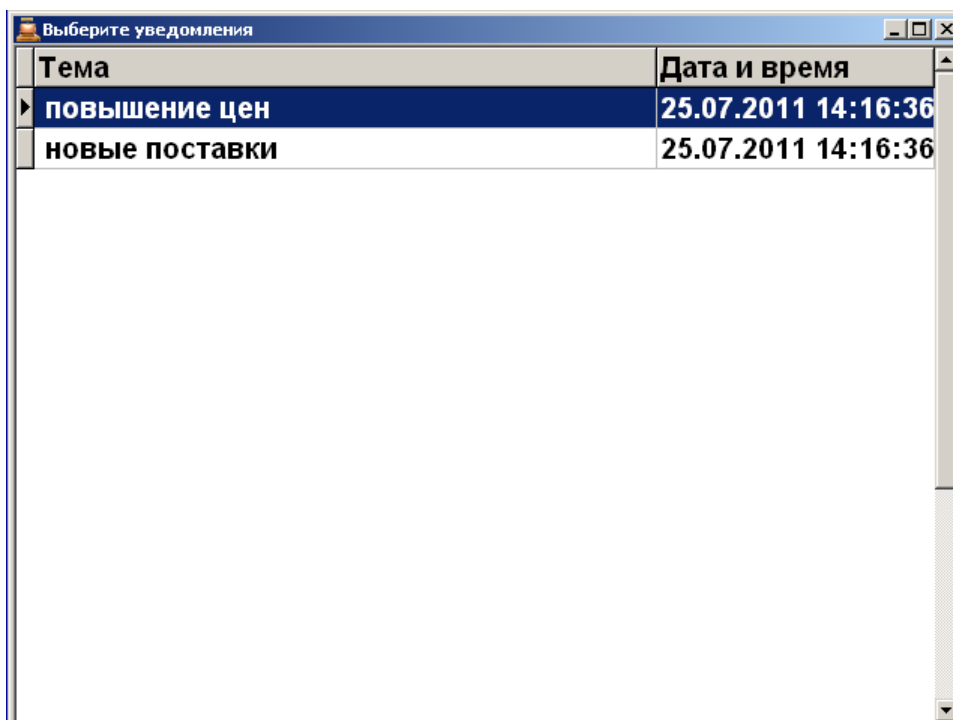 Выберите уведомления
Тема Дата и время
повышение цен 25.07.2011 14:16:36
новые поставки 25.07.2011 14:16:36